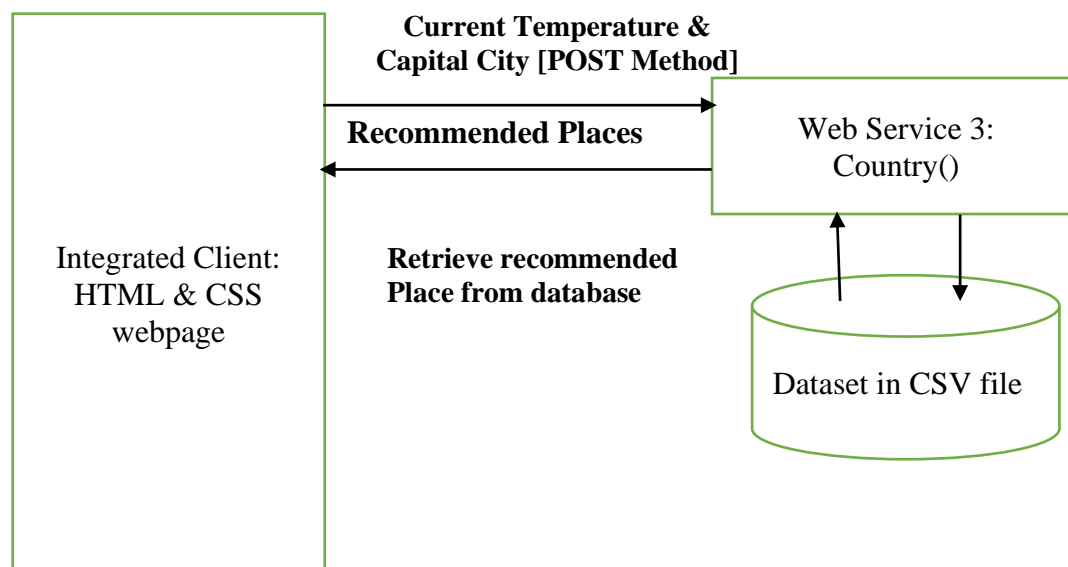 Current Temperature &
Capital City [POST Method]
Recommended Places
Web Service 3:
Country()
Integrated Client:
HTML & CSS
webpage
Retrieve recommended
Place from database
Dataset in CSV file